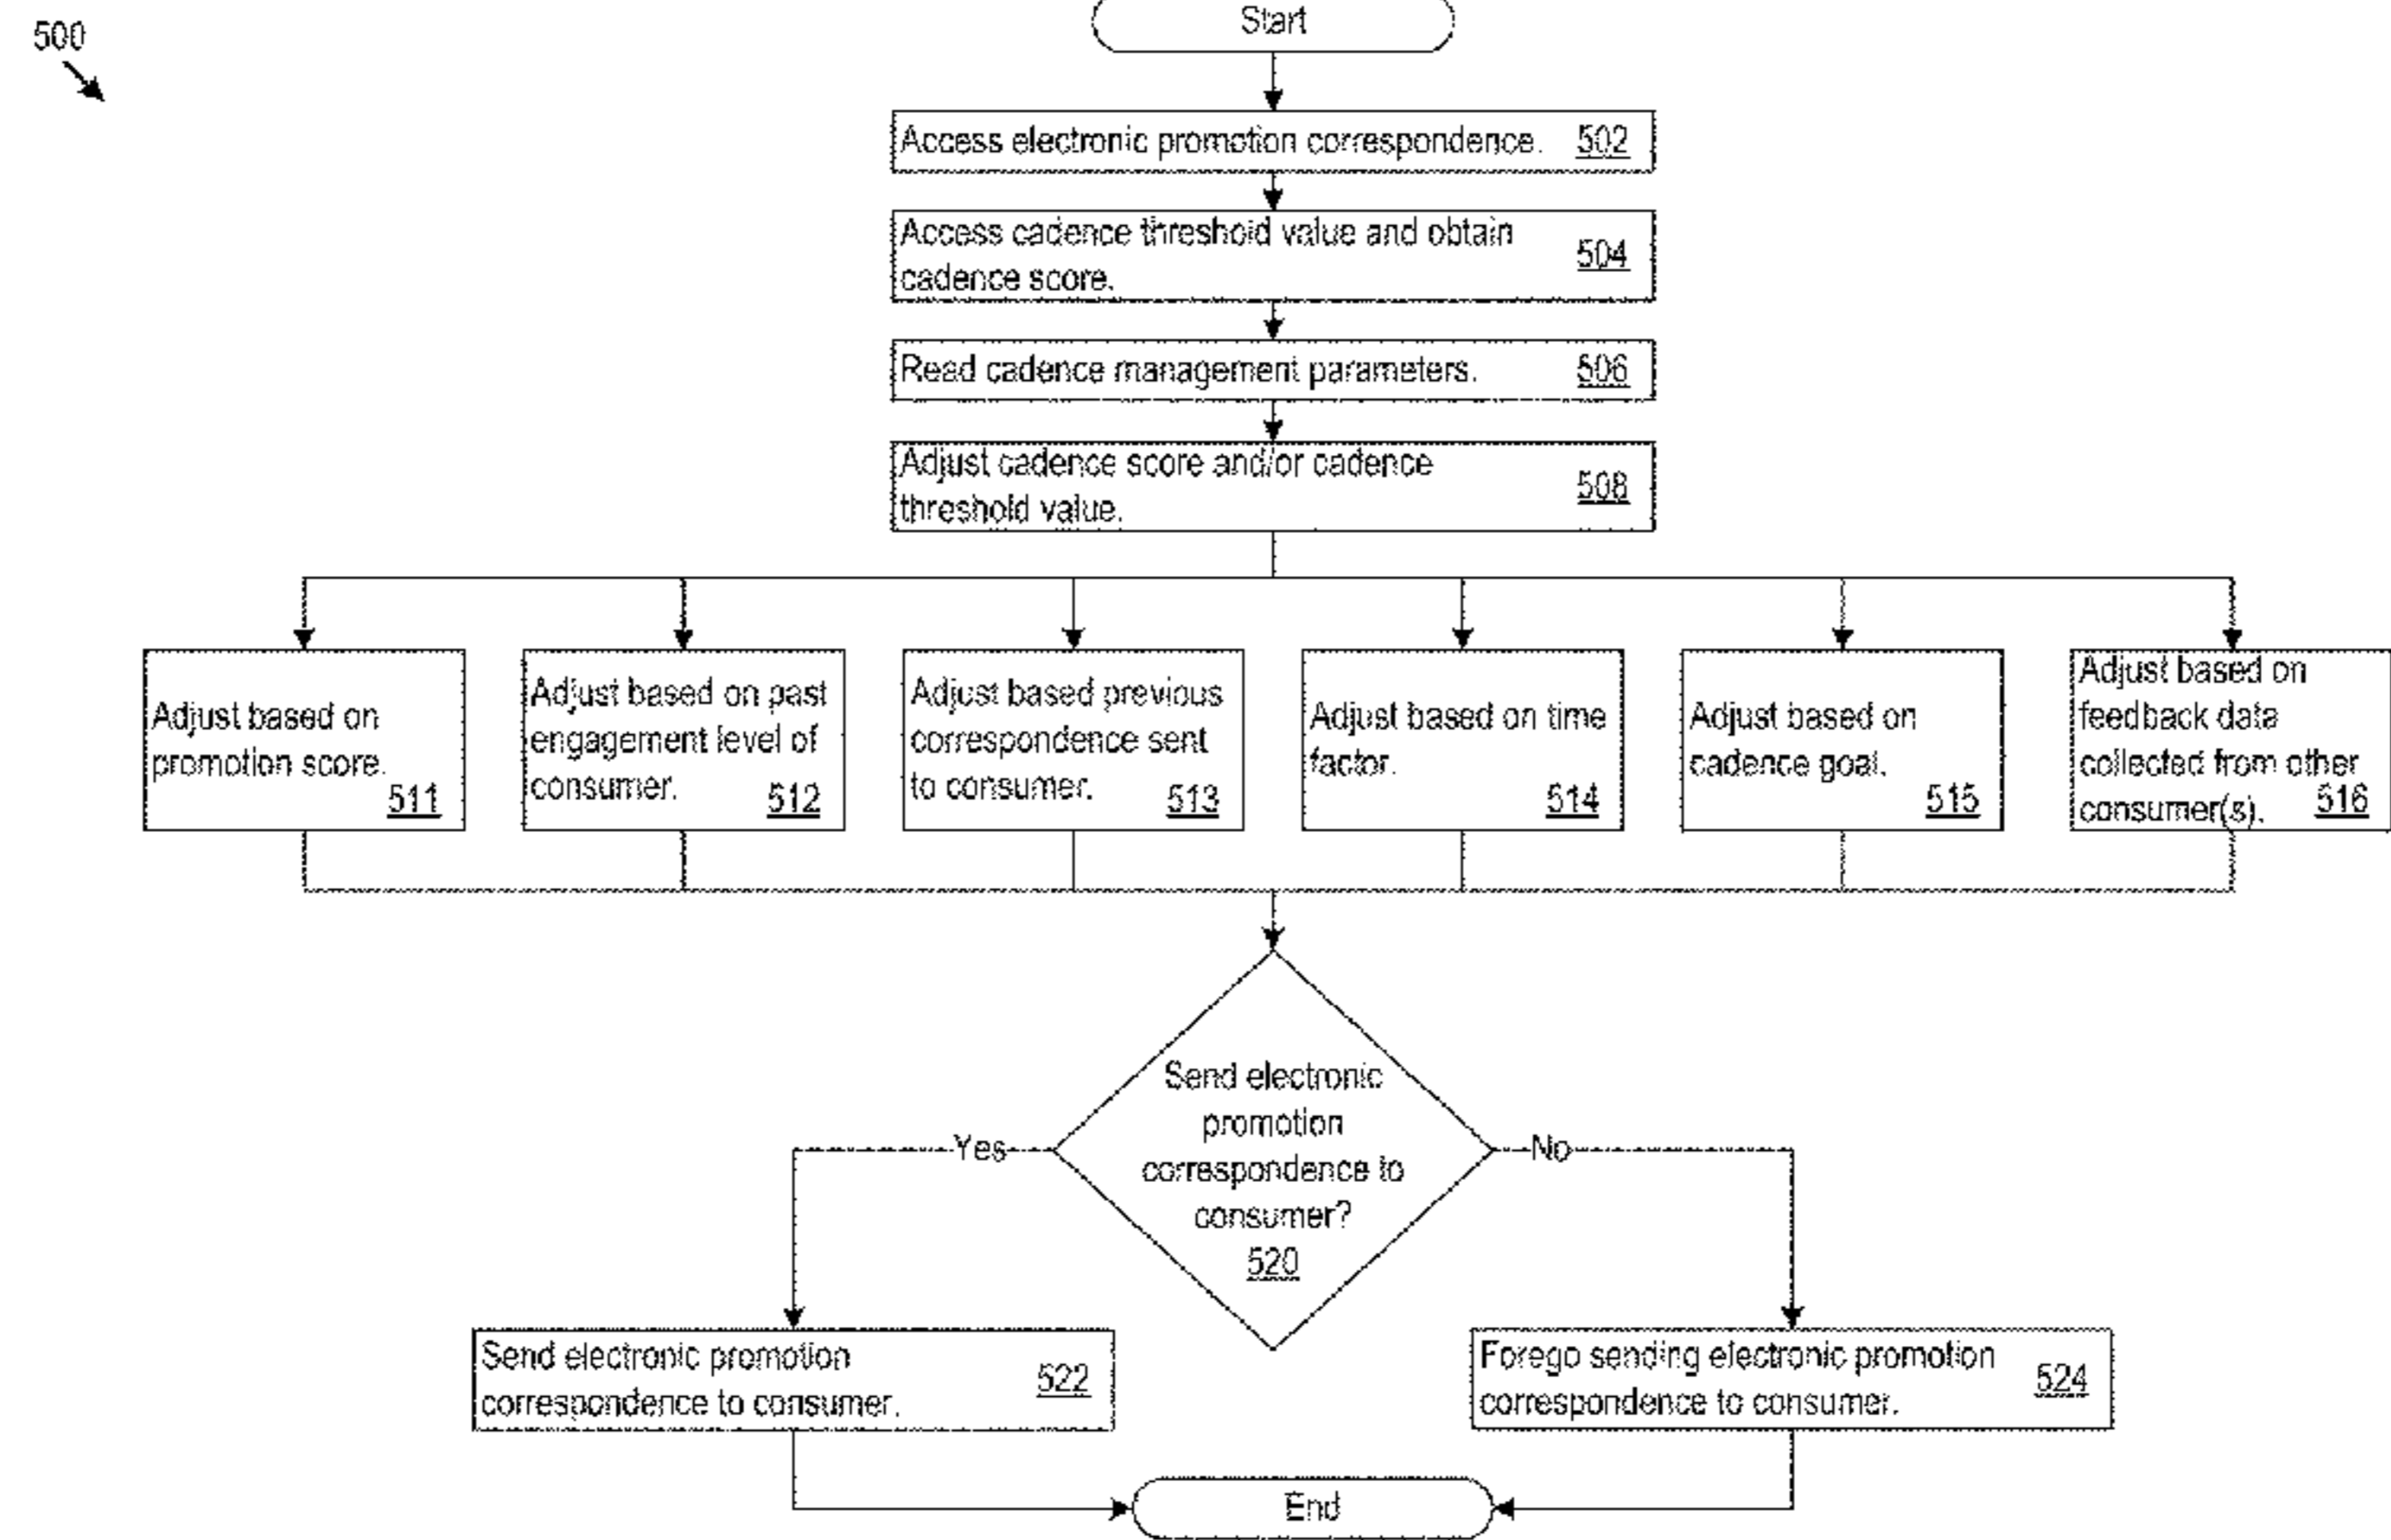 500
Start
Access electronic promotion correspondence. 502
Access cadence threshold value and obtain
cadence score.
504
Read cadence management parameters. 506
Adjust cadence score and/or cadence
threshold value.
508
Adjust based on
promotion score.
511
Adjust based on past
engagement level of
consumer.
512
Adjust based previous
correspondence sent
to consumer.
513
Adjust based on time
factor.
514
Adjust based on
cadence goal.
515
Adjust based on
feedback data
collected from other
consumer(s).
516
Send electronic
promotion
correspondence to
consumer?
520
Yes
No
Send electronic promotion
correspondence to consumer.
522
Forego sending electronic promotion
correspondence to consumer.
524
End